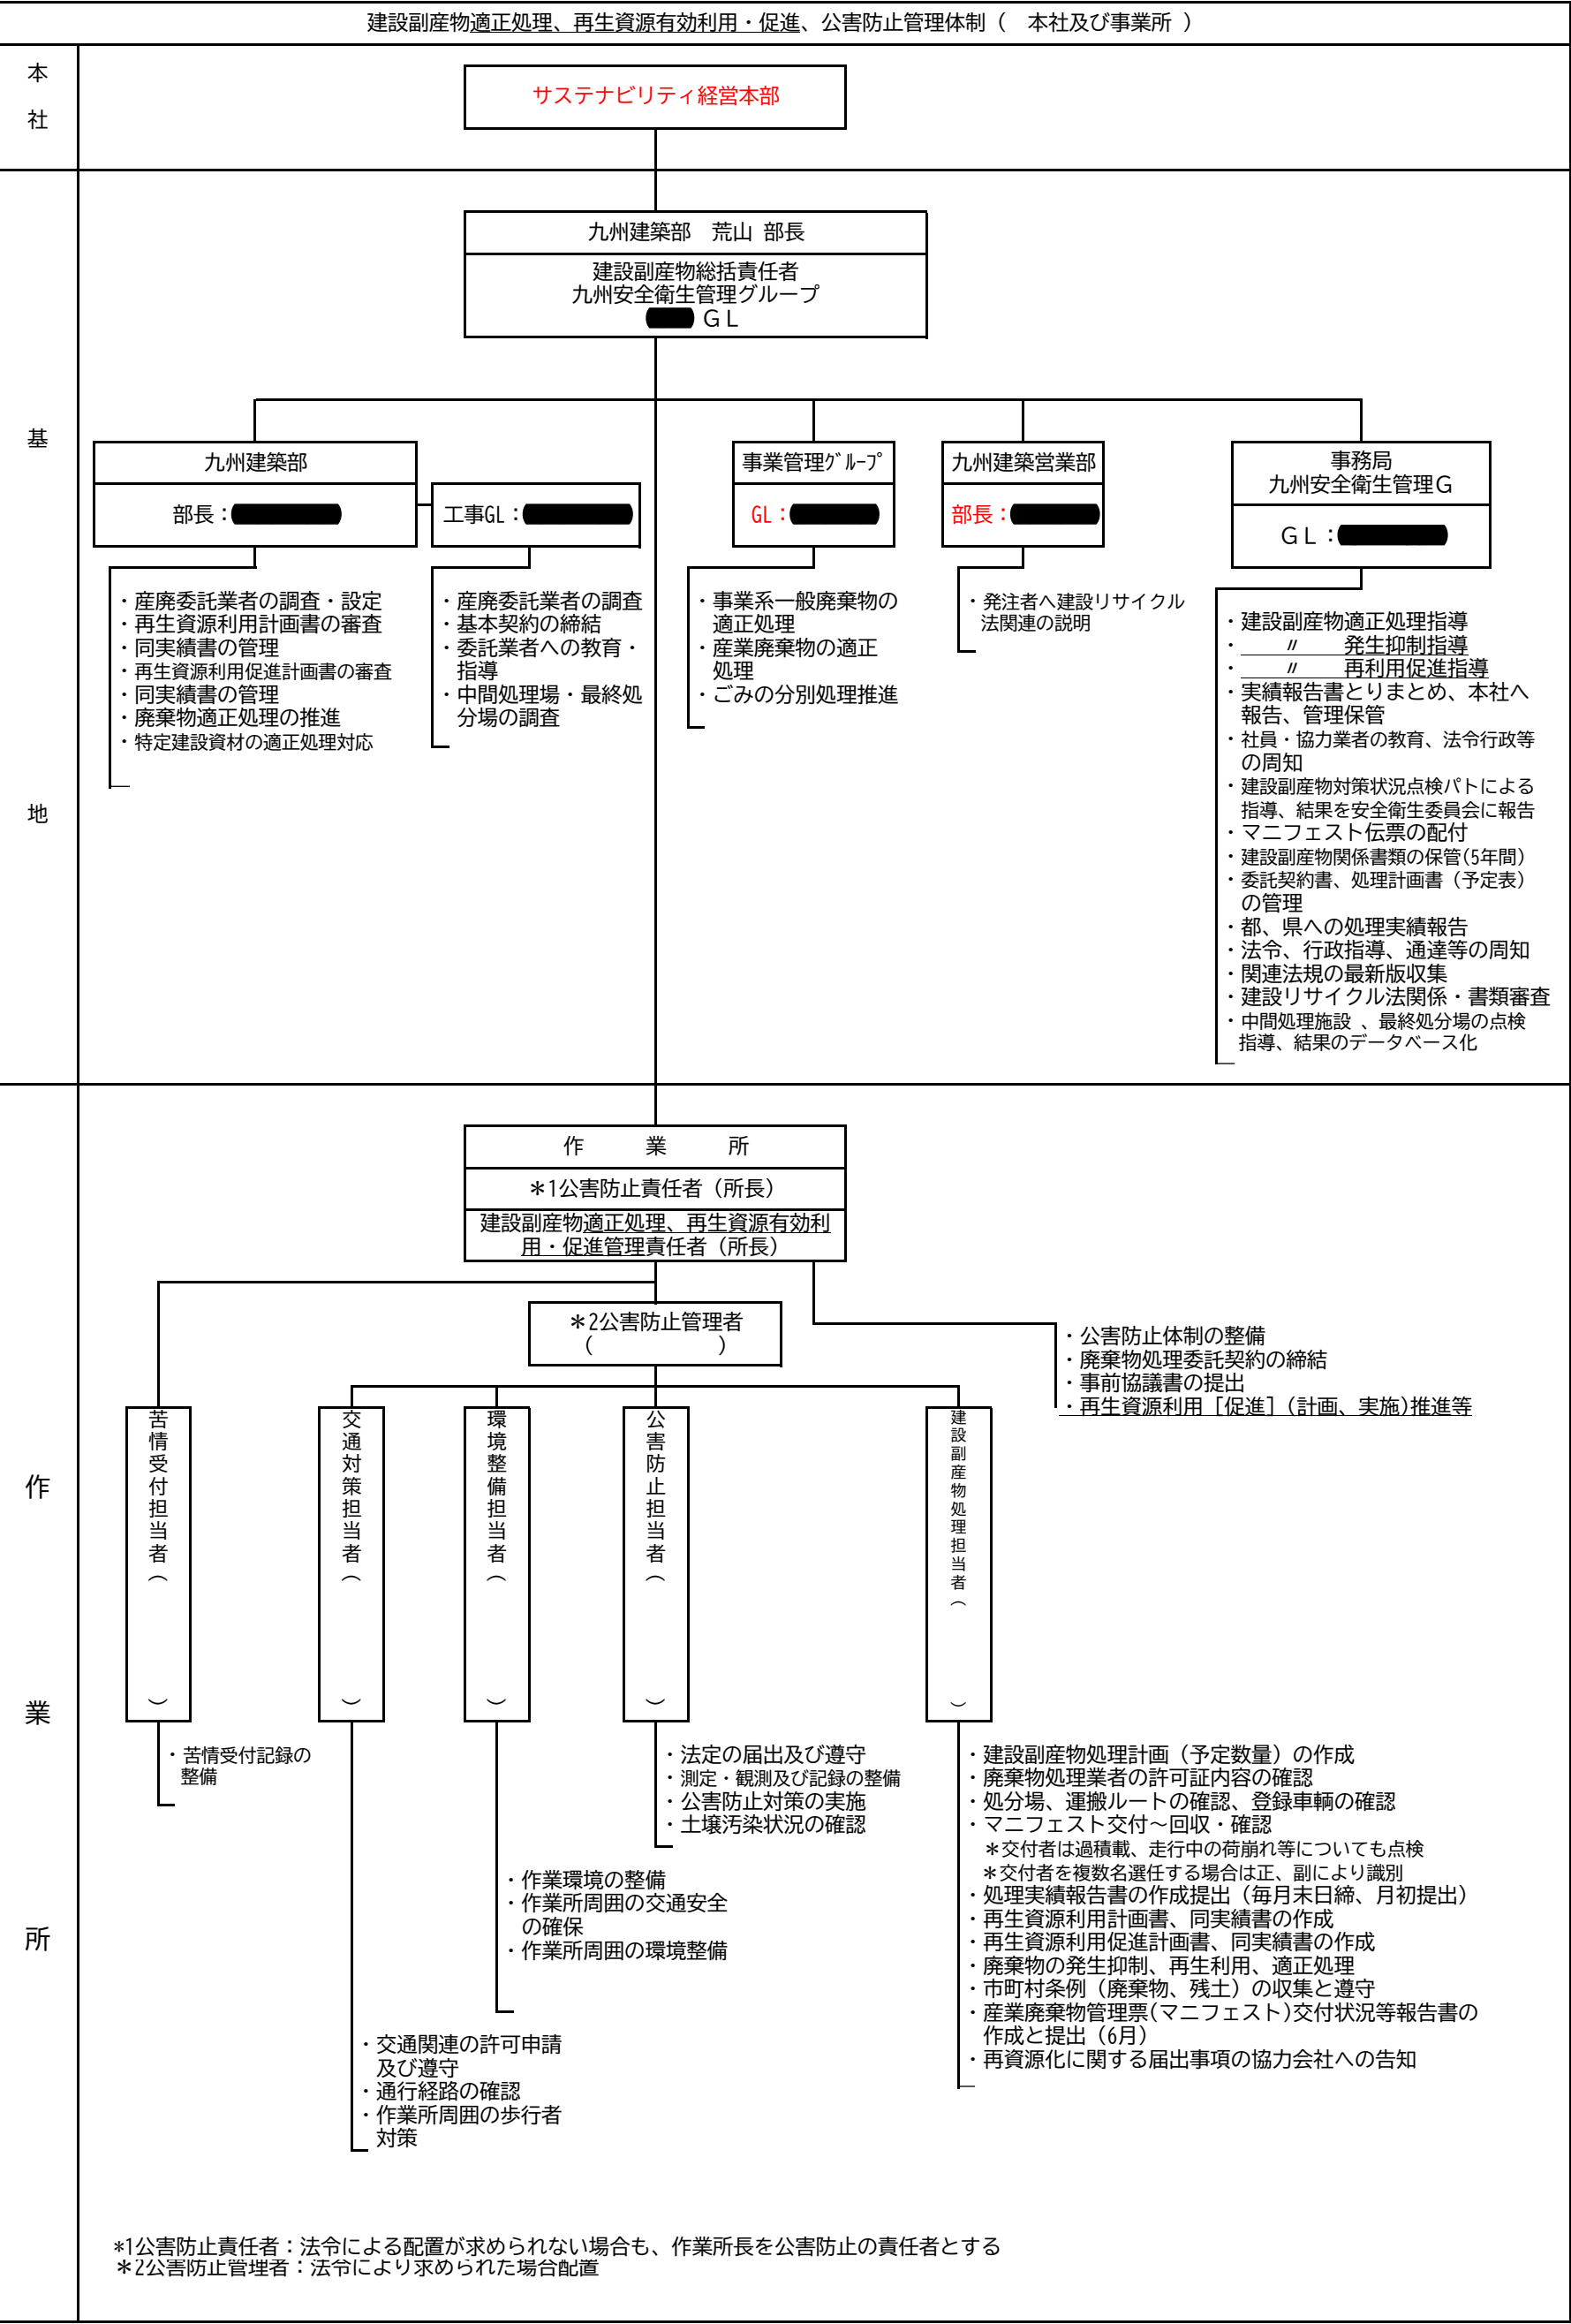 建設副産物適正処理、再生資源有効利用・促進、公害防止管理体制（　本社及び事業所 ）
本
社
サステナビリティ経営本部
基
地
九州建築部　荒山 部長
建設副産物総括責任者
九州安全衛生管理グループ
ＧＬ
九州建築部
部長：
工事GL：
事業管理ｸﾞﾙｰﾌﾟ
GL：
九州建築営業部
部長：
事務局
九州安全衛生管理Ｇ
ＧＬ：
・産廃委託業者の調査・設定
・再生資源利用計画書の審査
・同実績書の管理
・再生資源利用促進計画書の審査
・同実績書の管理
・廃棄物適正処理の推進
・特定建設資材の適正処理対応
・産廃委託業者の調査
・基本契約の締結
・委託業者への教育・
指導
・中間処理場・最終処
分場の調査
・事業系一般廃棄物の
適正処理
・産業廃棄物の適正
処理
・ごみの分別処理推進
・発注者へ建設リサイクル
法関連の説明
・建設副産物適正処理指導
・　　〃　　発生抑制指導
・　　〃　　再利用促進指導
・実績報告書とりまとめ、本社へ
報告、管理保管
・社員・協力業者の教育、法令行政等
の周知
・建設副産物対策状況点検パトによる
指導、結果を安全衛生委員会に報告
・マニフェスト伝票の配付
・建設副産物関係書類の保管(5年間)
・委託契約書、処理計画書（予定表）
の管理
・都、県への処理実績報告
・法令、行政指導、通達等の周知
・関連法規の最新版収集
・建設リサイクル法関係・書類審査
・中間処理施設 、最終処分場の点検
指導、結果のデータベース化
作
業
所
作　　　業　　　所
＊1公害防止責任者（所長）
建設副産物適正処理、再生資源有効利
用・促進管理責任者（所長）
＊2公害防止管理者
（　　　　　　）
・公害防止体制の整備
・廃棄物処理委託契約の締結
・事前協議書の提出
・再生資源利用［促進］(計画、実施)推進等
苦情受付担当者（　　　　　）
交通対策担当者（　　　　　）
環境整備担当者（　　　　　）
公害防止担当者（　　　　　）
建設副産物処理担当者（　　　　　）
・苦情受付記録の
整備
・交通関連の許可申請
及び遵守
・通行経路の確認
・作業所周囲の歩行者
対策
・作業環境の整備
・作業所周囲の交通安全
の確保
・作業所周囲の環境整備
・法定の届出及び遵守
・測定・観測及び記録の整備
・公害防止対策の実施
・土壌汚染状況の確認
・建設副産物処理計画（予定数量）の作成
・廃棄物処理業者の許可証内容の確認
・処分場、運搬ルートの確認、登録車輌の確認
・マニフェスト交付～回収・確認
＊交付者は過積載、走行中の荷崩れ等についても点検
＊交付者を複数名選任する場合は正、副により識別
・処理実績報告書の作成提出（毎月末日締、月初提出）
・再生資源利用計画書、同実績書の作成
・再生資源利用促進計画書、同実績書の作成
・廃棄物の発生抑制、再生利用、適正処理
・市町村条例（廃棄物、残土）の収集と遵守
・産業廃棄物管理票(マニフェスト)交付状況等報告書の
作成と提出（6月）
・再資源化に関する届出事項の協力会社への告知
*1公害防止責任者：法令による配置が求められない場合も、作業所長を公害防止の責任者とする
＊2公害防止管理者：法令により求められた場合配置